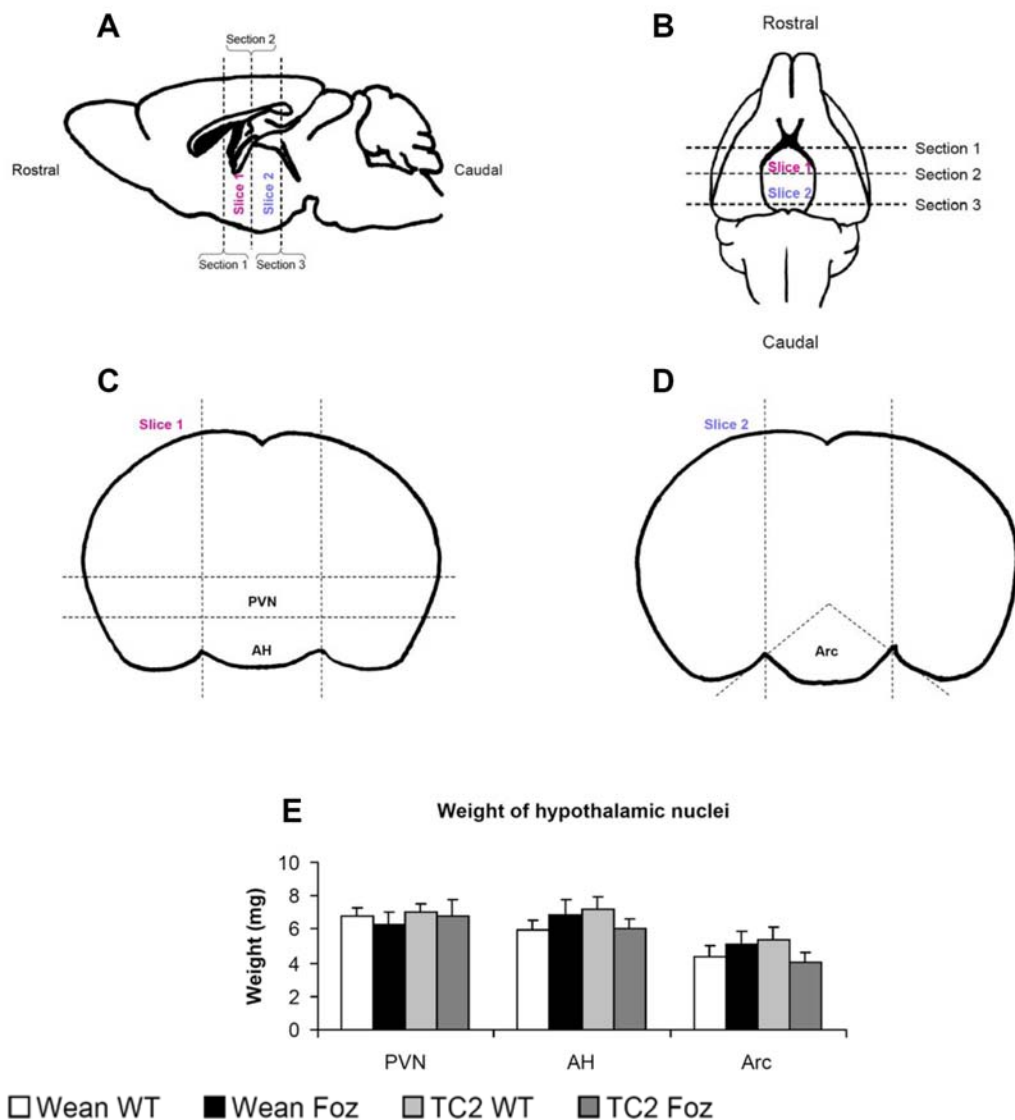 A
Section 2
Rostral
Caudal
Slice 1
Slice 2
Section 1
Section 3
B
Rostral
Slice 1
Slice 2
Section 1
Section 2
Section 3
Caudal
C
Slice 1
PVN
AH
D
Slice 2
Arc
E
Weight of hypothalamic nuclei
Weight (mg)
10
8
6
4
2
0
PVN AH Arc
Wean WT Wean Foz TC2 WT TC2 Foz